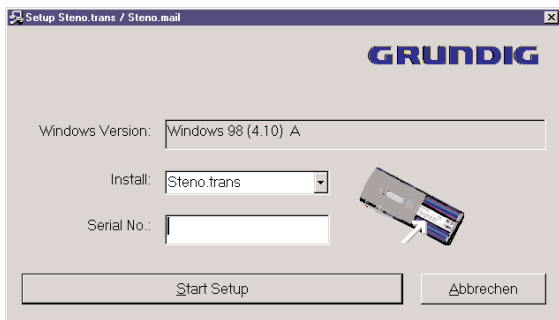 Setup Steno.trans / Steno.mail
GRUNDIG
Windows Version: Windows 98 (4.10) A
Install: Steno.trans
Serial No.:
Start Setup Abbrechen